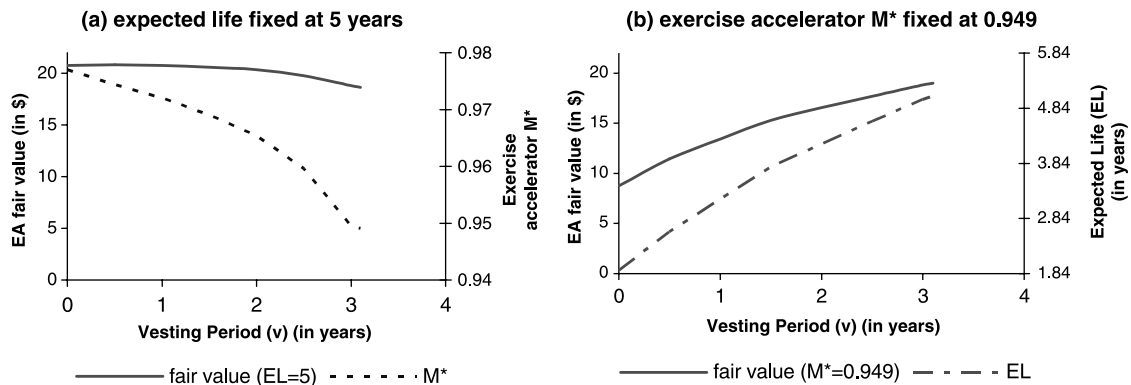 (a) expected life fixed at 5 years
20
15
10
5
0
EA fair value (in $)
0.98
0.97
0.96
0.95
0.94
Exercise
accelerator M*
0 1 2 3 4
Vesting Period (v) (in years)
fair value (EL=5) M*
(b) exercise accelerator M* fixed at 0.949
20
15
10
5
0
EA fair value (in $)
5.84
4.84
3.84
2.84
1.84
Expected Life (EL)
(in years)
0 1 2 3 4
Vesting Period (v) (in years)
fair value (M*=0.949) EL